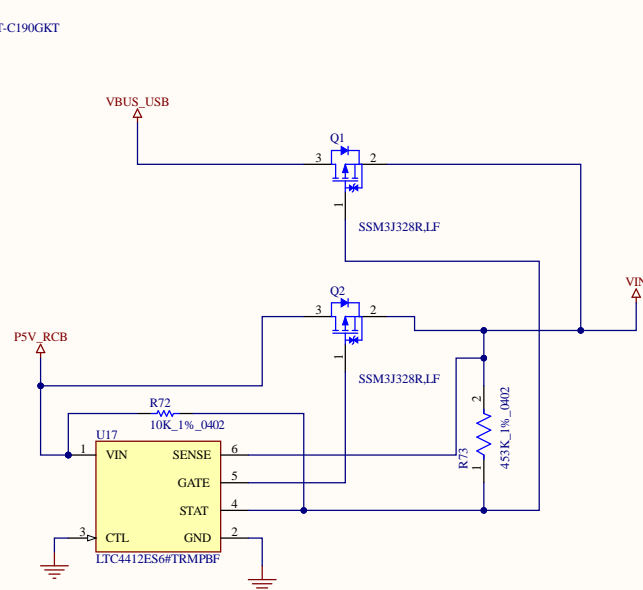 T-C190GKT
VBUS_USB
Q1
3
2
1
SSM3J328R,LF
VIN
Q2
3
2
1
P5V_RCB
SSM3J328R,LF
R72
10K_1%_0402
2
R73
1
453K_1%_0402
U17
1
VIN
SENSE
6
GATE
5
STAT
4
3
CTL
GND
2
LTC4412ES6#TRMPBF